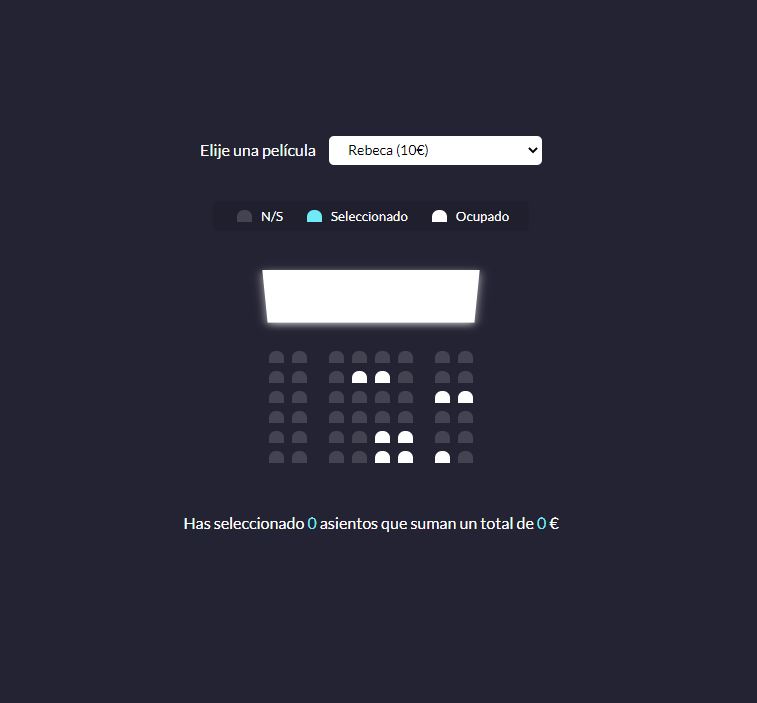 Elije una película Rebeca (10€)
N/S Seleccionado Ocupado
Has seleccionado 0 asientos que suman un total de 0 €